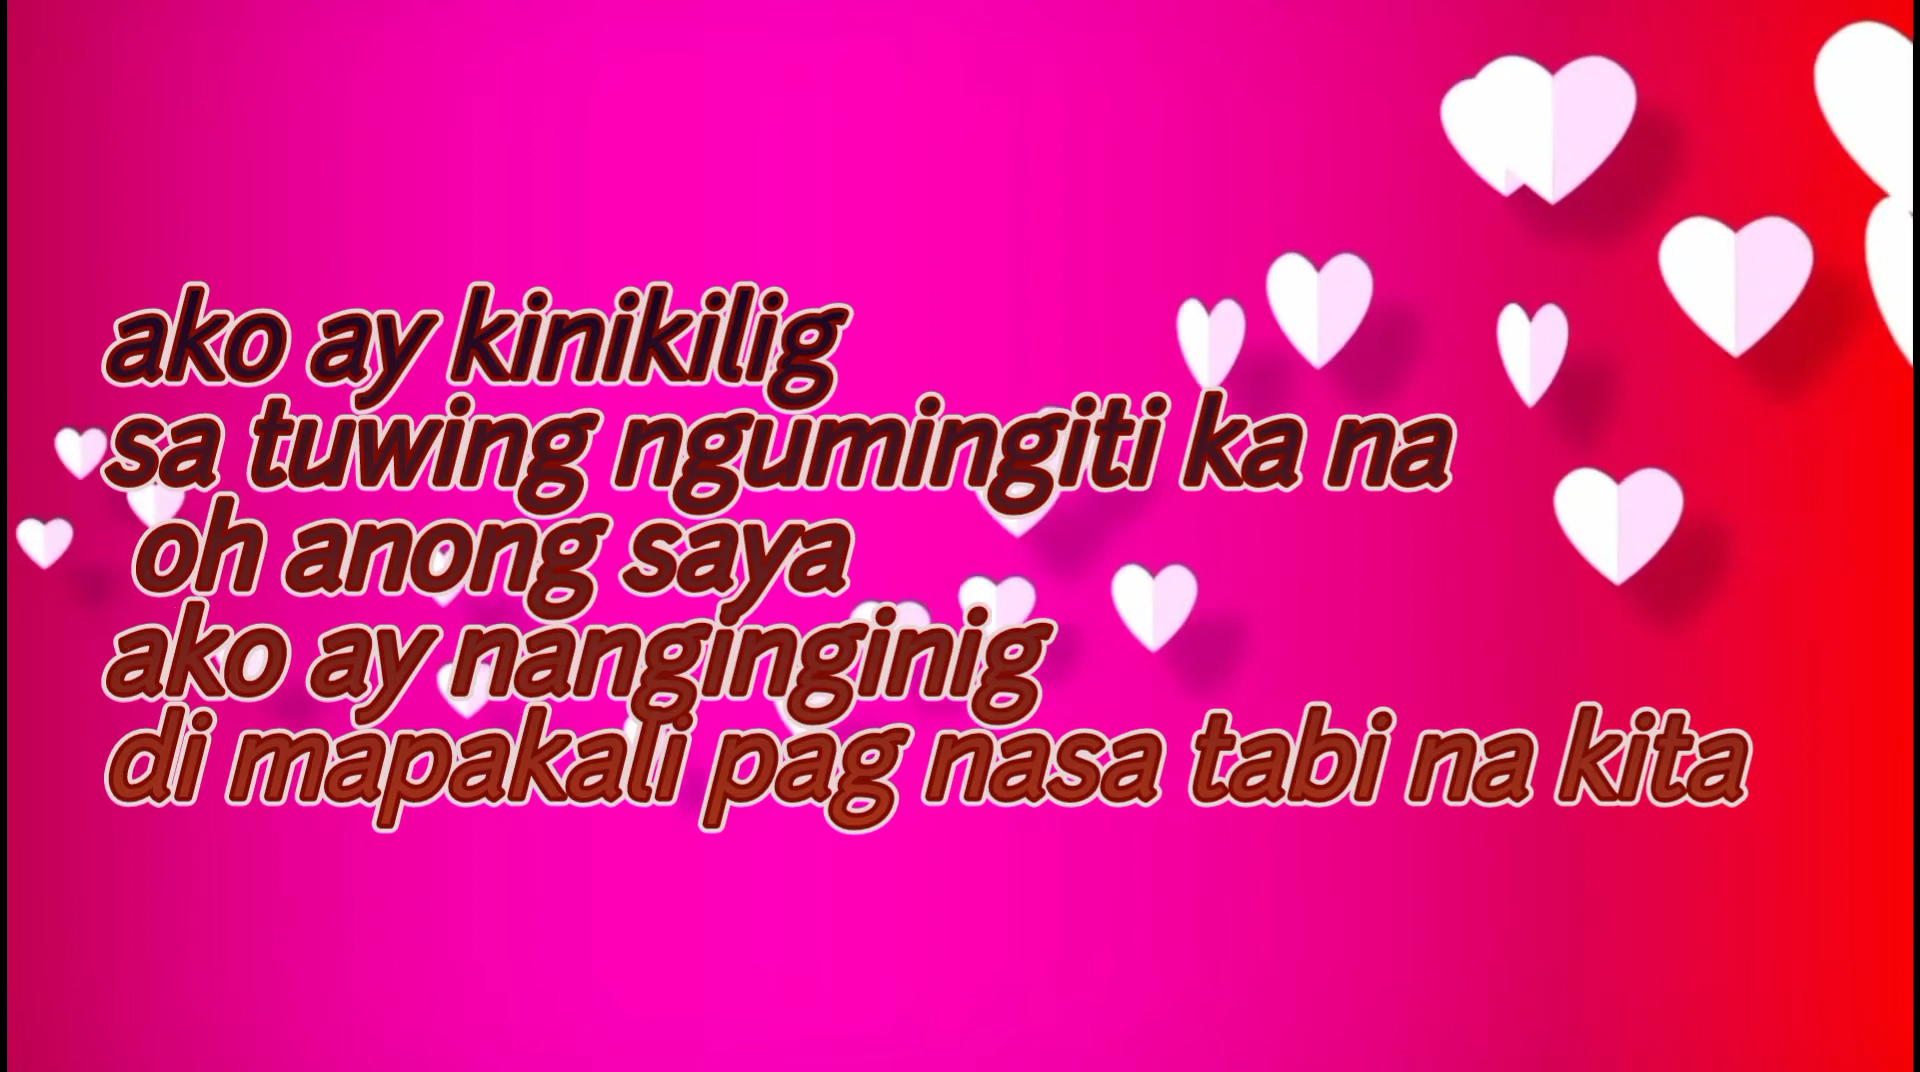 ako ay kinikilig
sa tuwing ngumingiti ka na
oh anong saya
ako ay nanginginig
di mapakali pag nasa tabi na kita